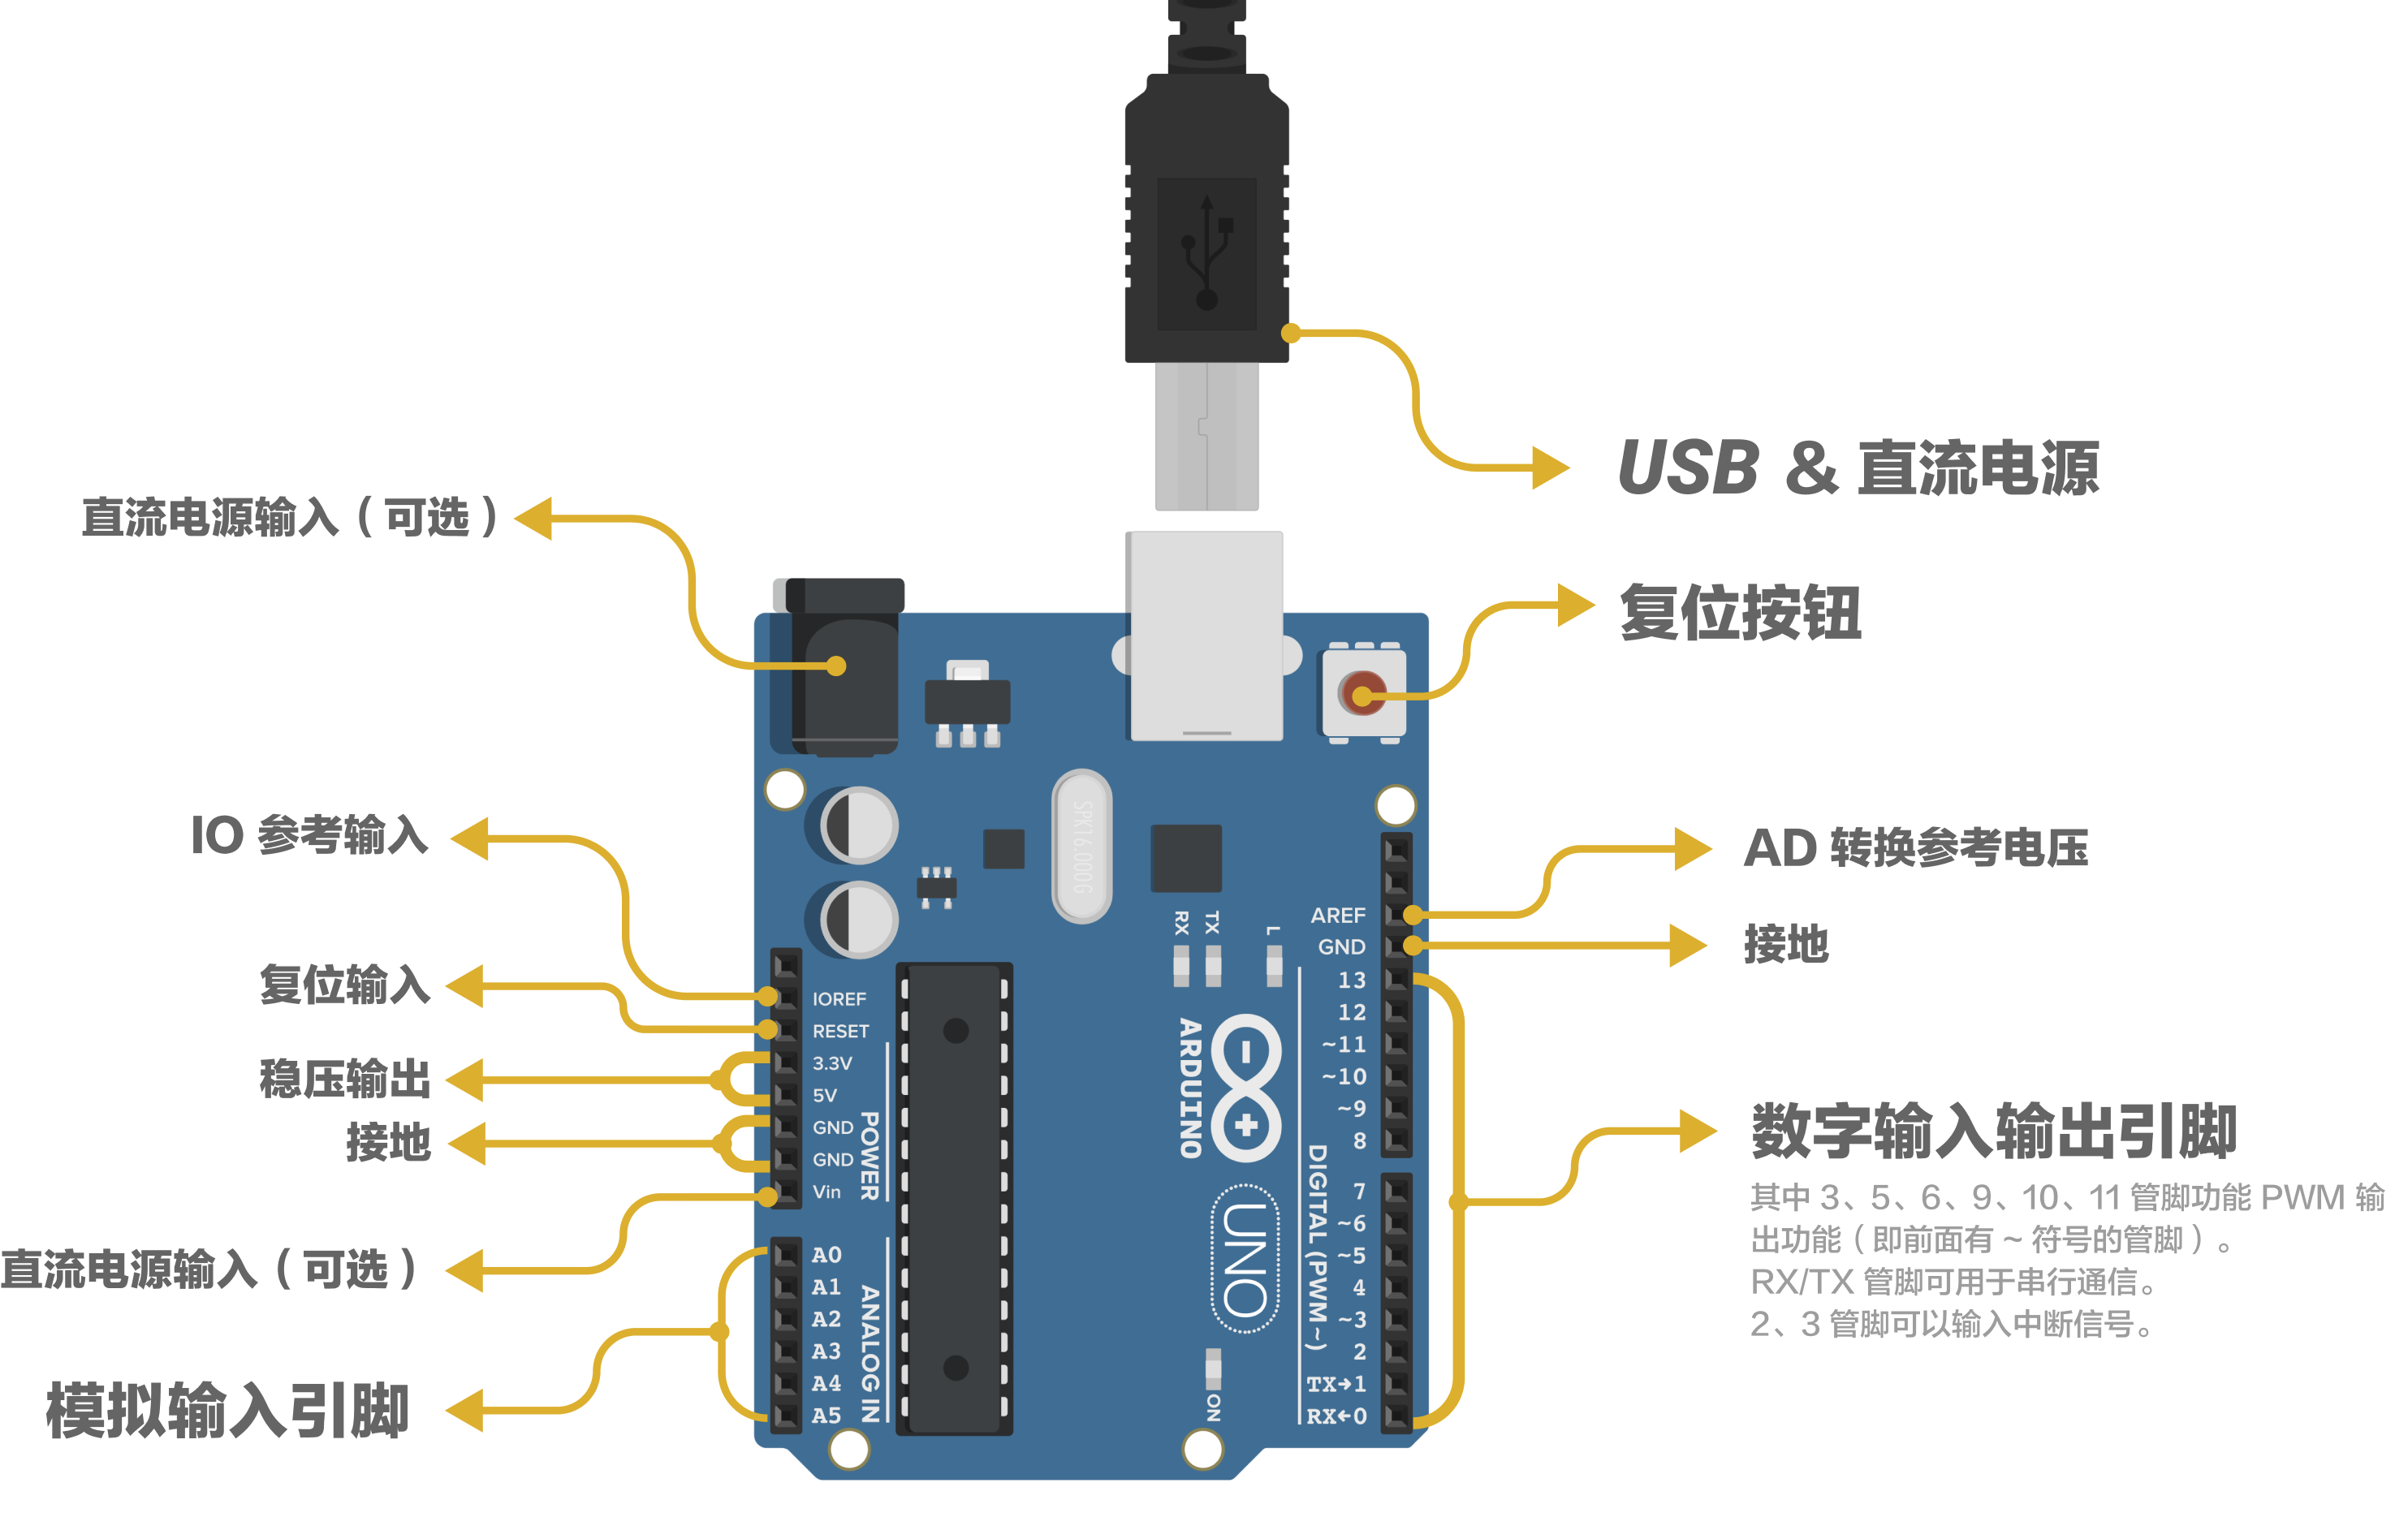 USB & 直流电源
直流电源输入（可选）
复位按钮
SPK16.000G
IO 参考输入
AD 转换参考电压
接地
复位输入
稳压输出
接地
直流电源输入（可选）
模拟输入引脚
数字输入输出引脚
其中 3、5、6、9、10、11 管脚功能 PWM 输
出功能（即前面有 ~ 符号的管脚）。
RX/TX 管脚可用于串行通信。
2、3 管脚可以输入中断信号。
RX
TX
L
AREF
GND
13
12
~11
~10
~9
8
7
~6
~5
4
~3
2
TX→1
RX←0
DIGITAL (PWM ~)
ARDUINO
UNO
ON
IOREF
RESET
3.3V
5V
GND
GND
Vin
POWER
A0
A1
A2
A3
A4
A5
ANALOG IN